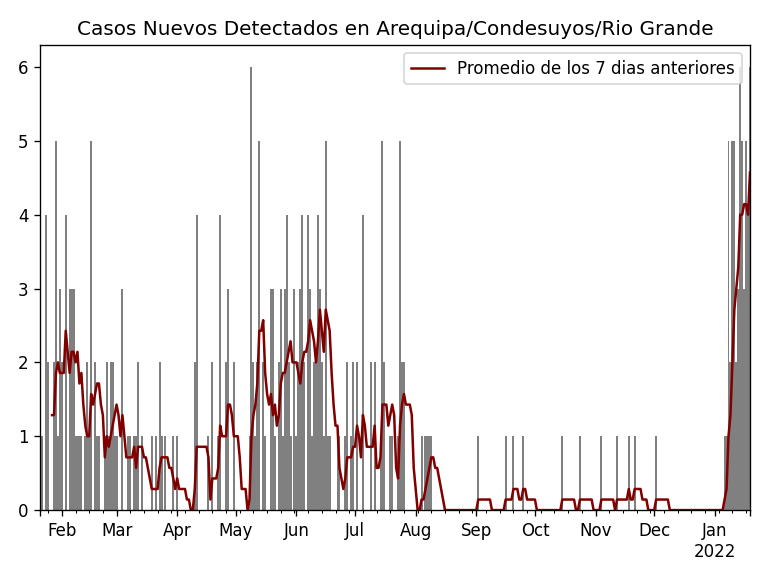 Casos Nuevos Detectados en Arequipa/Condesuyos/Rio Grande
Promedio de los 7 dias anteriores
6
5
4
3
2
1
0
Feb Mar Apr May Jun Jul Aug Sep Oct Nov Dec Jan
2022